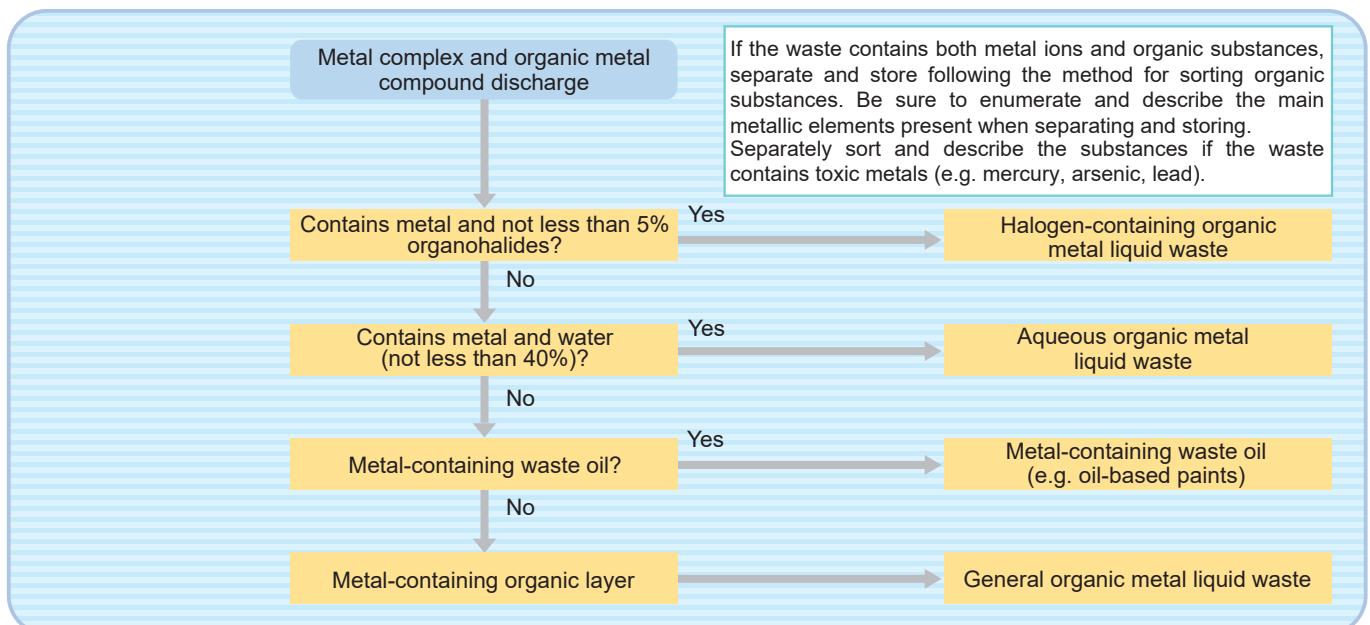 Metal complex and organic metal
compound discharge
If the waste contains both metal ions and organic substances,
separate and store following the method for sorting organic
substances. Be sure to enumerate and describe the main
metallic elements present when separating and storing.
Separately sort and describe the substances if the waste
contains toxic metals (e.g. mercury, arsenic, lead).
Contains metal and not less than 5%
organohalides?
Yes
Halogen-containing organic
metal liquid waste
No
Contains metal and water
(not less than 40%)?
Yes
Aqueous organic metal
liquid waste
No
Metal-containing waste oil?
Yes
Metal-containing waste oil
(e.g. oil-based paints)
No
Metal-containing organic layer
General organic metal liquid waste